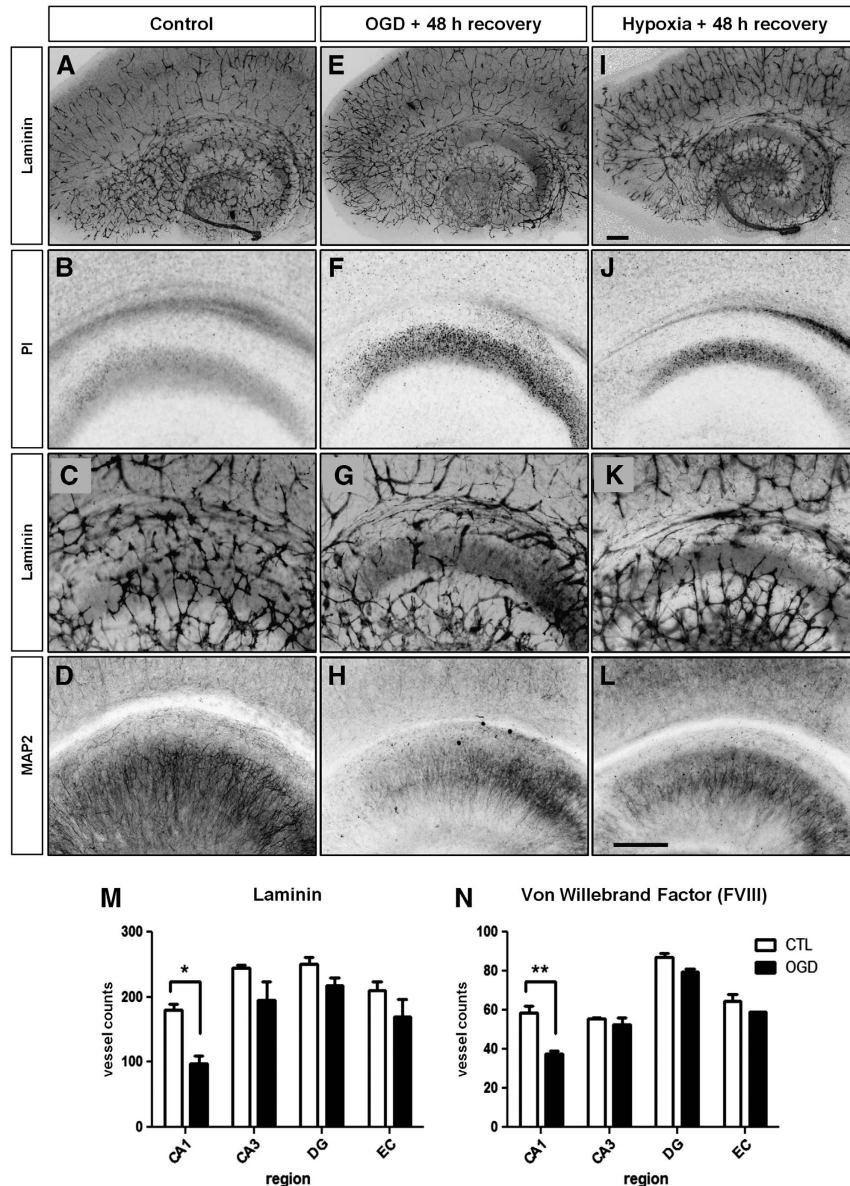 Control
OGD + 48 h recovery
Hypoxia + 48 h recovery
Laminin
A
E
I
PI
B
F
J
Laminin
C
G
K
MAP2
D
H
L
M
Laminin
vessel counts
300
200
100
0
*
CA1
CA3
DG
EC
region
N
Von Willebrand Factor (FVIII)
vessel counts
100
80
60
40
20
0
**
CTL
OGD
CA1
CA3
DG
EC
region